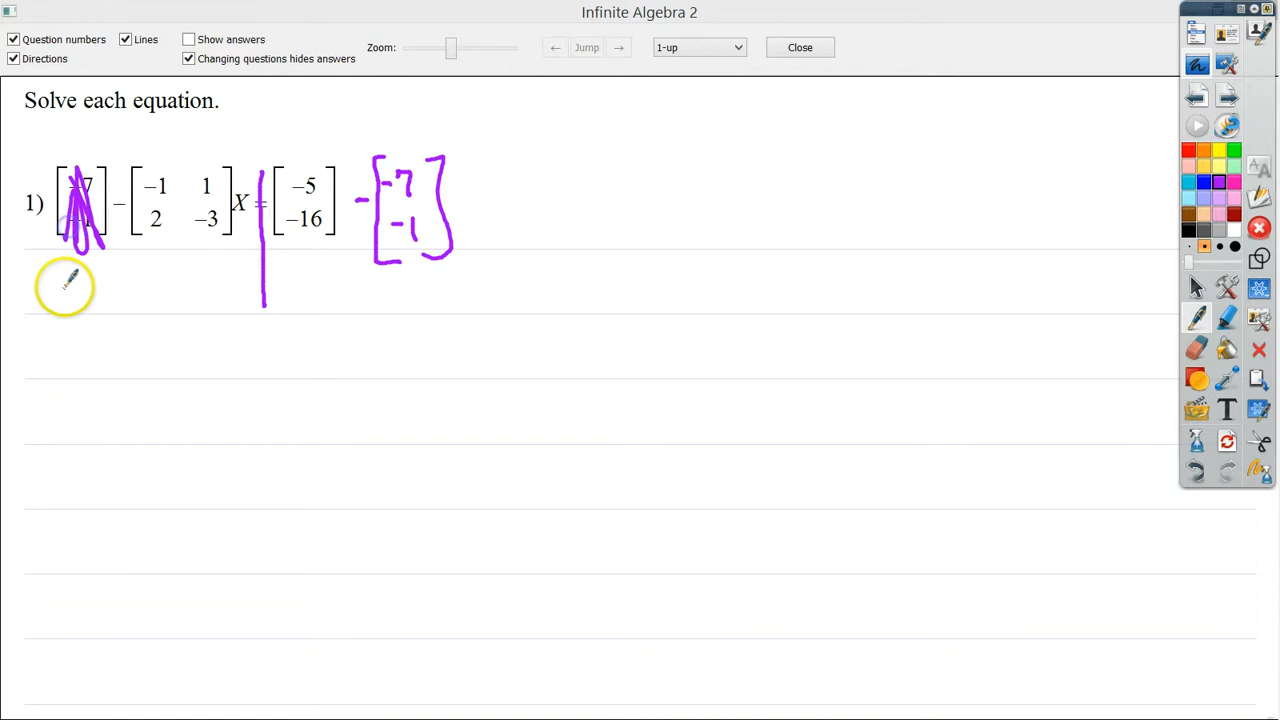 Infinite Algebra 2
Question numbers Lines Show answers Zoom: Jump 1-up Close
Directions Changing questions hides answers
Solve each equation.
–7 –1 1 –5 -7
1) – X = -
2 –3 –16 -1
T